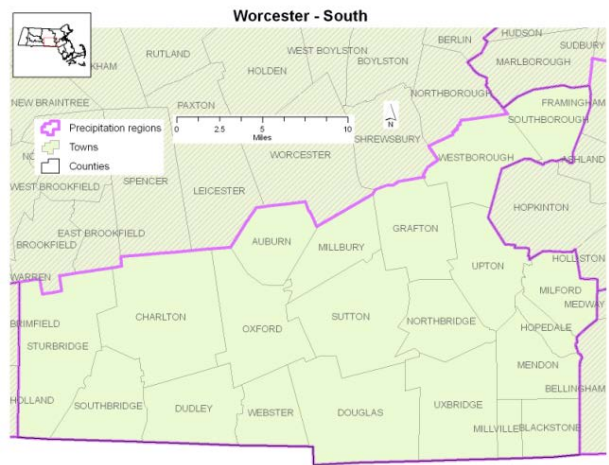 Worcester - South
HUDSON
BERLIN
SUDBURY
WEST BOYLSTON
RUTLAND
BOYLSTON
MARLBOROUGH
KHAM
HOLDEN
NORTHBOROUGH
NEW BRAINTREE
PAXTON
FRAMINGHAM
SOUTHBOROUGH
Precipitation regions
Towns
Counties
0 2.5 5 10
Miles
N
SHREWSBURY
WORCESTER
WESTBOROUGH
ASHLAND
WEST BROOKFIELD
SPENCER
LEICESTER
HOPKINTON
EAST BROOKFIELD
BROOKFIELD
AUBURN
MILLBURY
GRAFTON
HOLLISTON
UPTON
WARREN
MILFORD
MEDWAY
BRIMFIELD
CHARLTON
SUTTON
NORTHBRIDGE
OXFORD
HOPEDALE
STURBRIDGE
MENDON
BELLINGHAM
HOLLAND
SOUTHBRIDGE
DUDLEY
WEBSTER
DOUGLAS
UXBRIDGE
MILLVILLE
BLACKSTONE